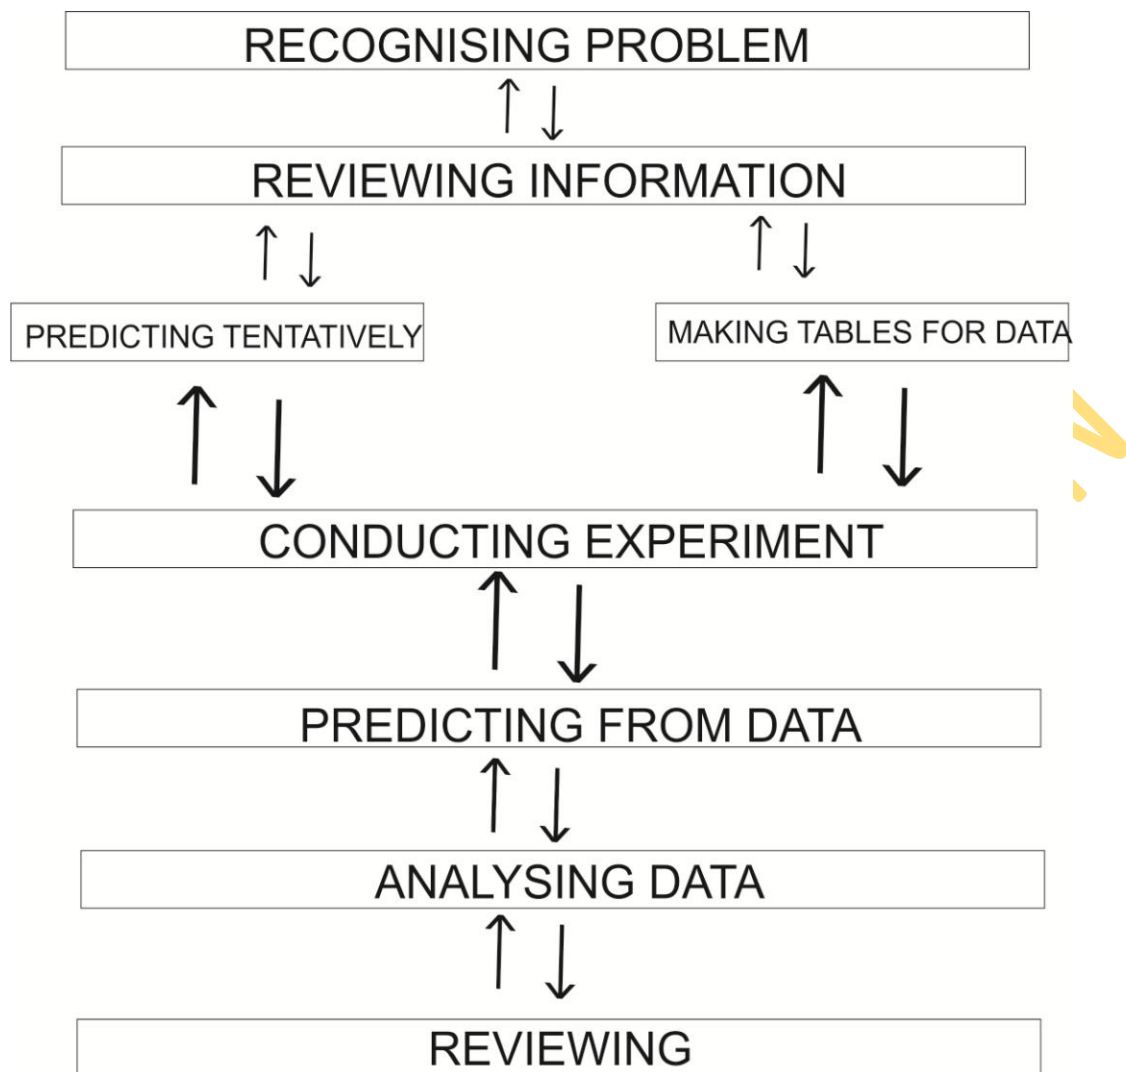 RECOGNISING PROBLEM
REVIEWING INFORMATION
PREDICTING TENTATIVELY
MAKING TABLES FOR DATA
CONDUCTING EXPERIMENT
PREDICTING FROM DATA
ANALYSING DATA
REVIEWING